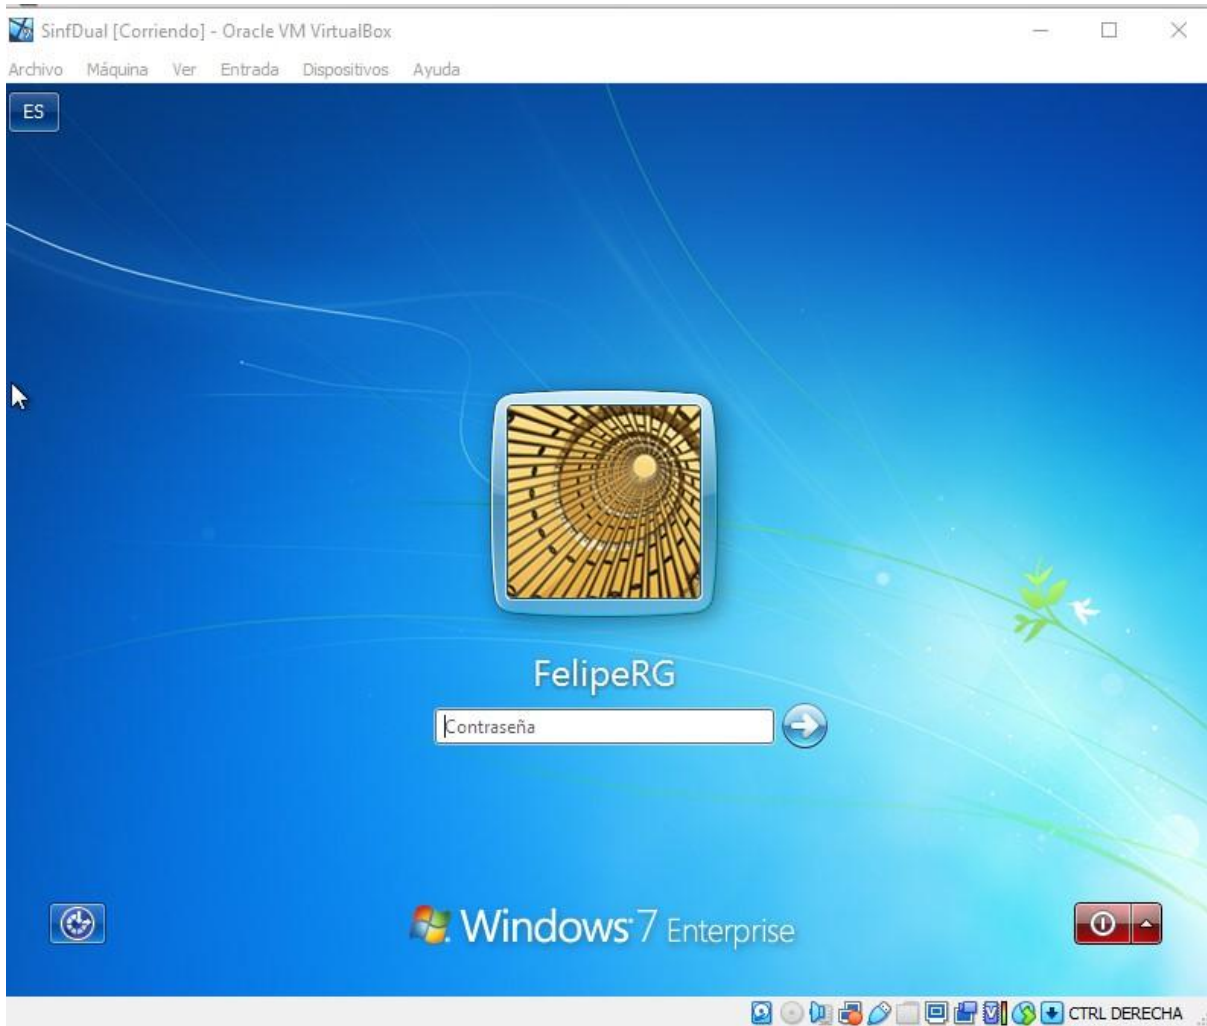 SinfDual [Corriendo] - Oracle VM VirtualBox
Archivo Máquina Ver Entrada Dispositivos Ayuda
ES
FelipeRG
Contraseña
Windows 7 Enterprise
CTRL DERECHA